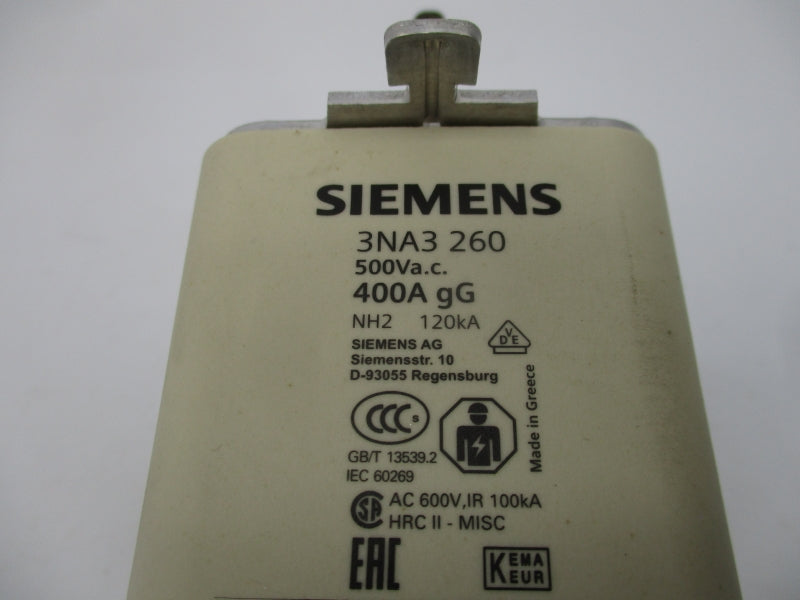 SIEMENS
3NA3 260
500Va.c.
400A gG
NH2 120kA
VDE
SIEMENS AG
Siemensstr. 10
D-93055 Regensburg
Made in Greece
CCC S
GB/T 13539.2
IEC 60269
SA AC 600V,IR 100kA
HRC II - MISC
EAC
KEMA
KEUR